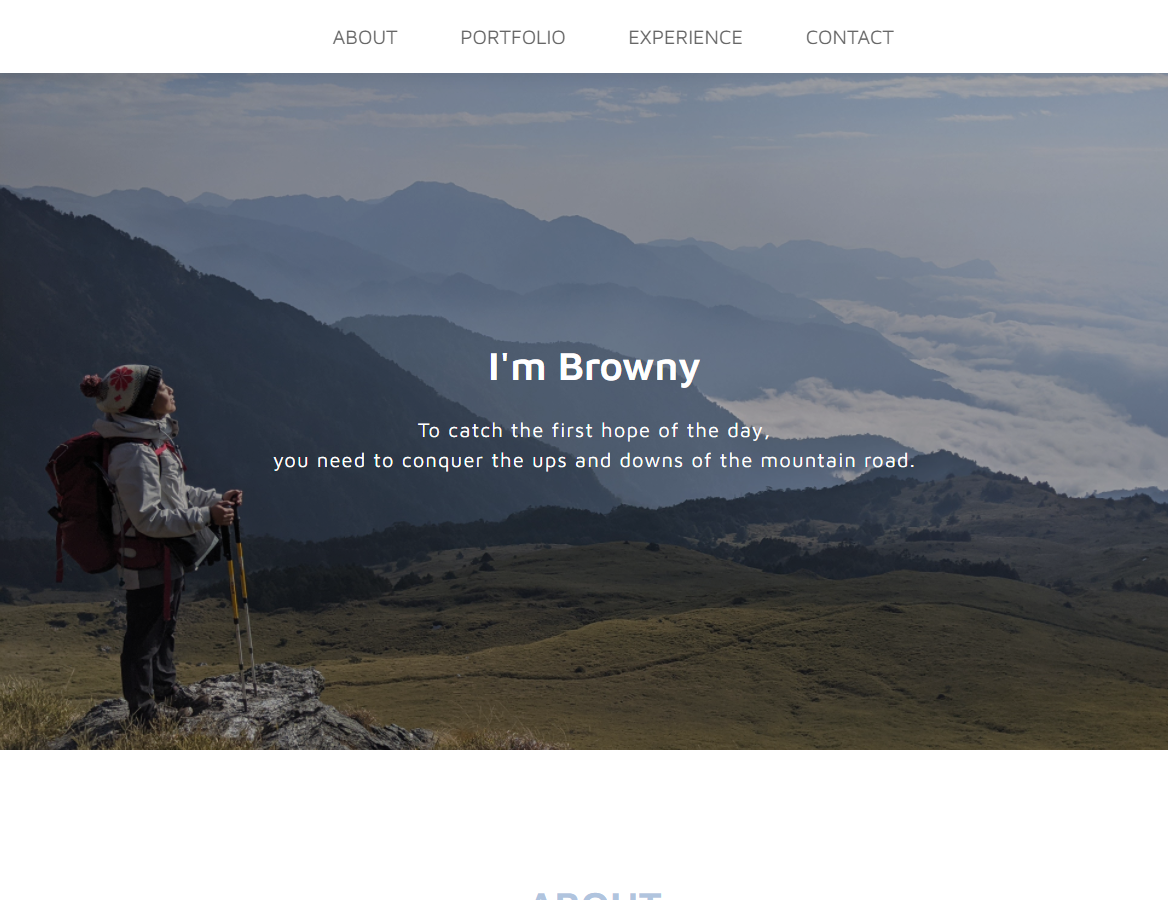 ABOUT
PORTFOLIO
EXPERIENCE
CONTACT
I'm Browny
To catch the first hope of the day,
you need to conquer the ups and downs of the mountain road.
ABOUT